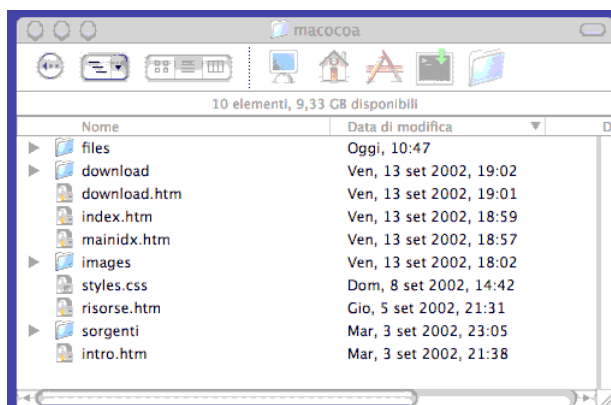 macocoa
10 elementi, 9,33 GB disponibili
Nome Data di modifica D
files Oggi, 10:47
download Ven, 13 set 2002, 19:02
download.htm Ven, 13 set 2002, 19:01
index.htm Ven, 13 set 2002, 18:59
mainidx.htm Ven, 13 set 2002, 18:57
images Ven, 13 set 2002, 18:02
styles.css Dom, 8 set 2002, 14:42
risorse.htm Gio, 5 set 2002, 21:31
sorgenti Mar, 3 set 2002, 23:05
intro.htm Mar, 3 set 2002, 21:38